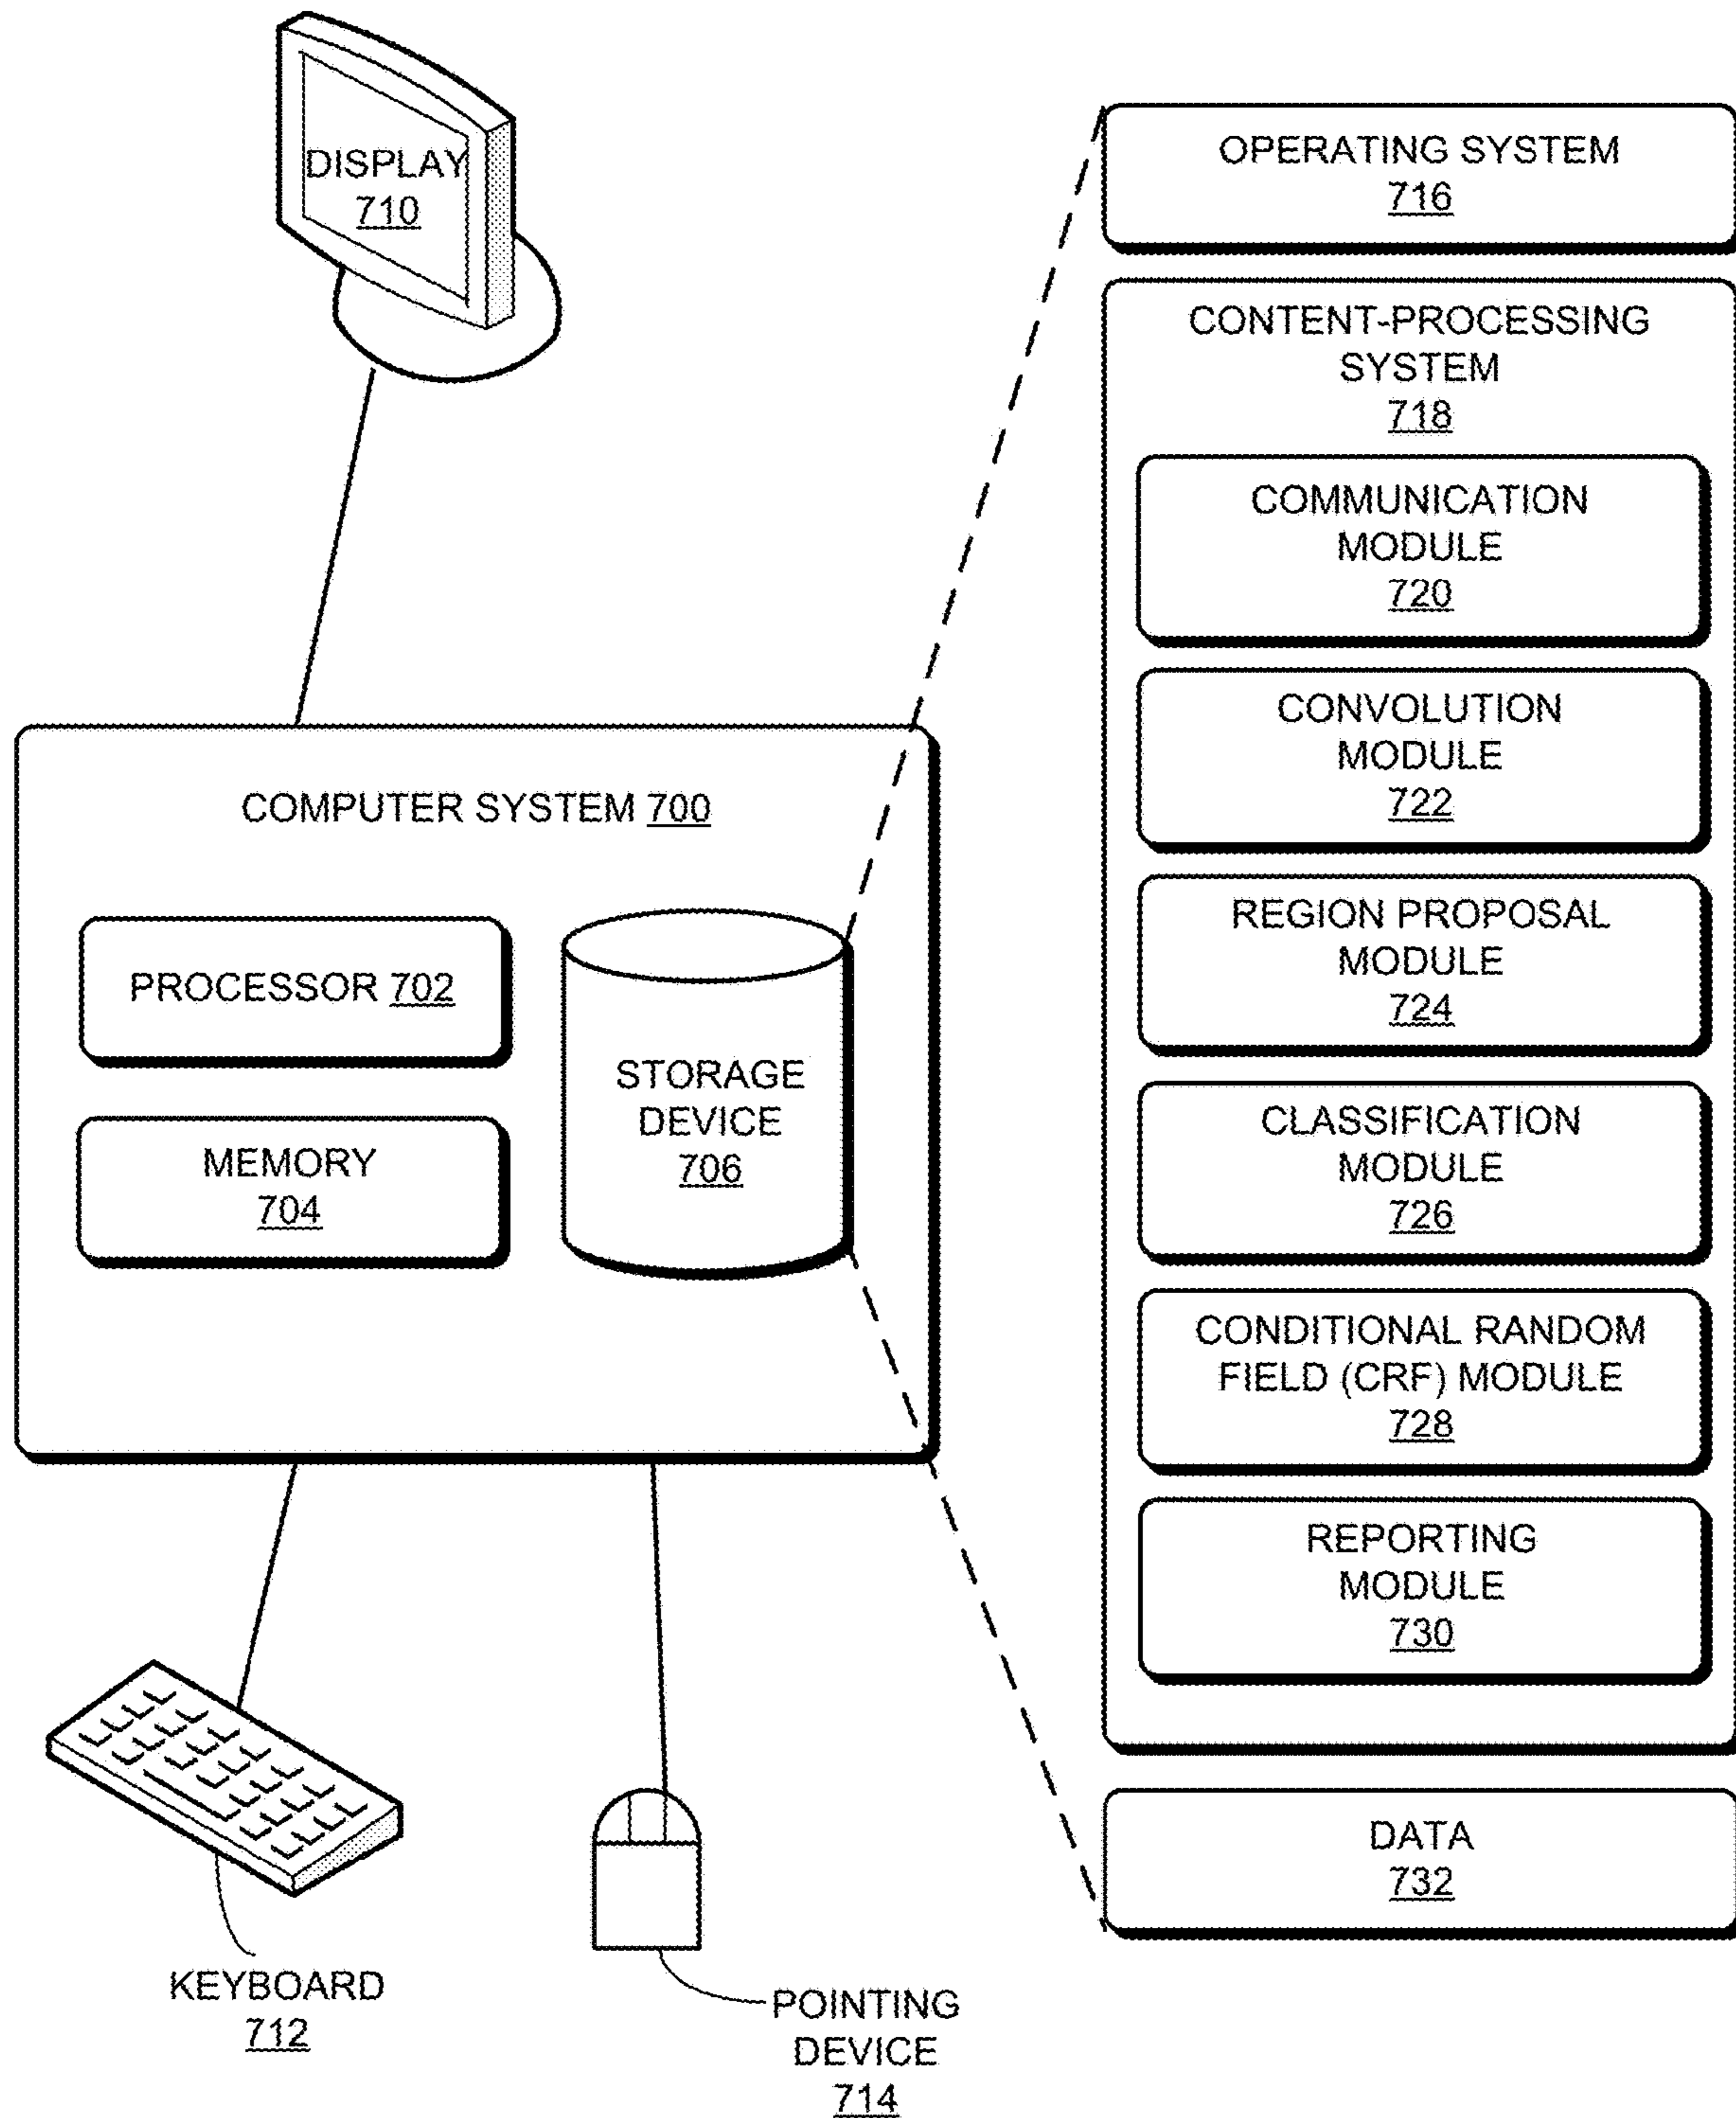 DISPLAY
710
COMPUTER SYSTEM 700
PROCESSOR 702
MEMORY
704
STORAGE
DEVICE
706
KEYBOARD
712
POINTING
DEVICE
714
OPERATING SYSTEM
716
CONTENT-PROCESSING
SYSTEM
718
COMMUNICATION
MODULE
720
CONVOLUTION
MODULE
722
REGION PROPOSAL
MODULE
724
CLASSIFICATION
MODULE
726
CONDITIONAL RANDOM
FIELD (CRF) MODULE
728
REPORTING
MODULE
730
DATA
732